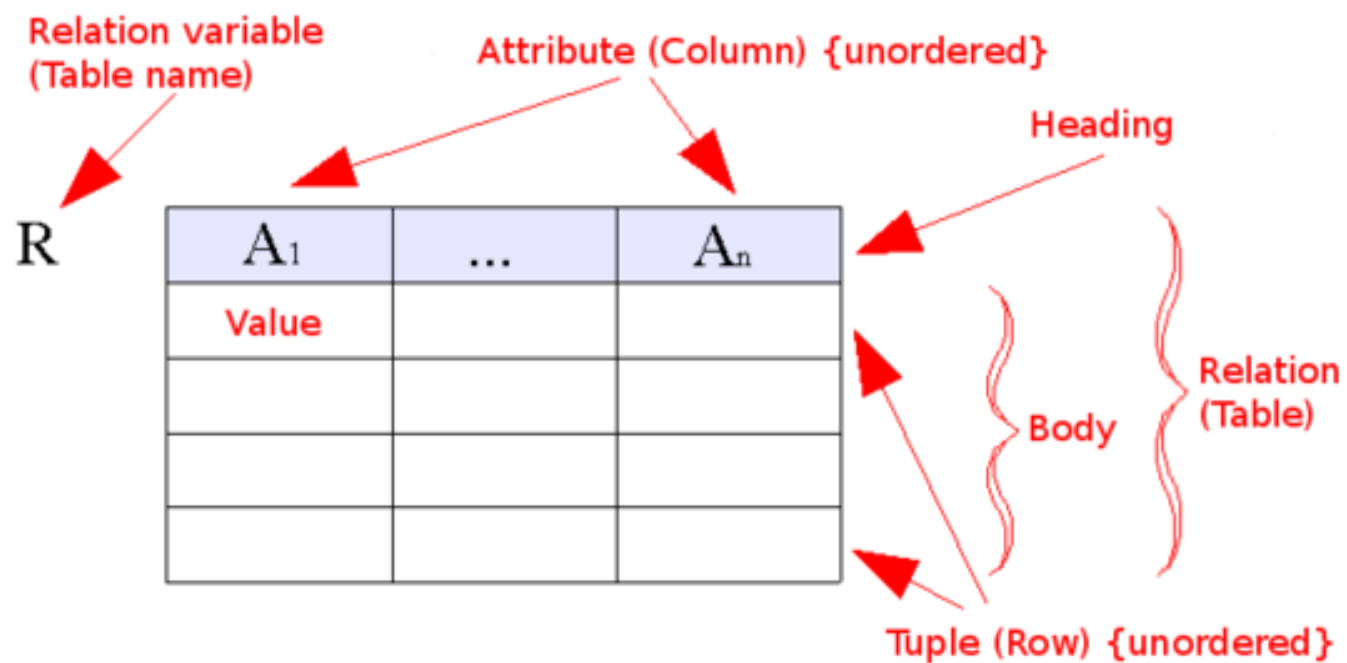 Relation variable
(Table name)
Attribute (Column) {unordered}
Heading
R
A1
...
An
Value
Relation
(Table)
Body
Tuple (Row) {unordered}